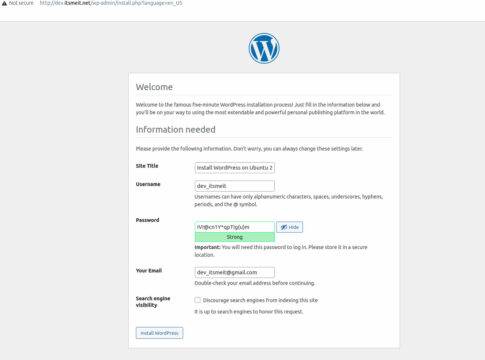 Not secure http://dev.itsmeit.net/wp-admin/install.php?language=en_US
Welcome
Welcome to the famous five-minute WordPress installation process! Just fill in the information below and
you'll be on your way to using the most extendable and powerful personal publishing platform in the world.
Information needed
Please provide the following information. Don't worry, you can always change these settings later.
Site Title
Install WordPress on Ubuntu 2
Username
dev_itsmeit
Usernames can have only alphanumeric characters, spaces, underscores, hyphens,
periods, and the @ symbol.
Password
Hide
Strong
Important: You will need this password to log in. Please store it in a secure
location.
Your Email
dev_itsmeit@gmail.com
Double-check your email address before continuing.
Search engine
visibility
Discourage search engines from indexing this site
It is up to search engines to honor this request.
Install WordPress